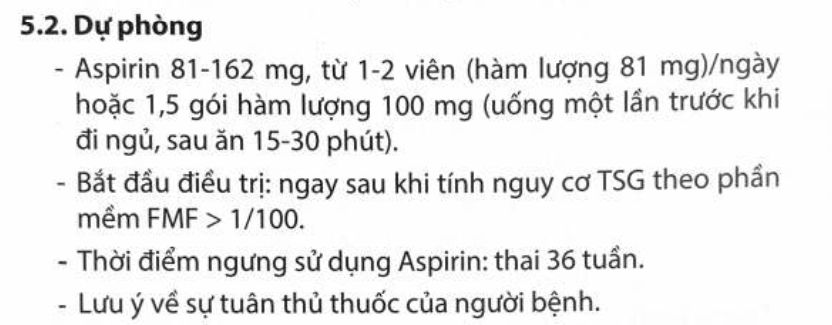 5.2. Dự phòng
- Aspirin 81-162 mg, từ 1-2 viên (hàm lượng 81 mg)/ngày
hoặc 1,5 gói hàm lượng 100 mg (uống một lần trước khi
đi ngủ, sau ăn 15-30 phút).
- Bắt đầu điều trị: ngay sau khi tính nguy cơ TSG theo phần
mềm FMF > 1/100.
- Thời điểm ngưng sử dụng Aspirin: thai 36 tuần.
- Lưu ý về sự tuân thủ thuốc của người bệnh.